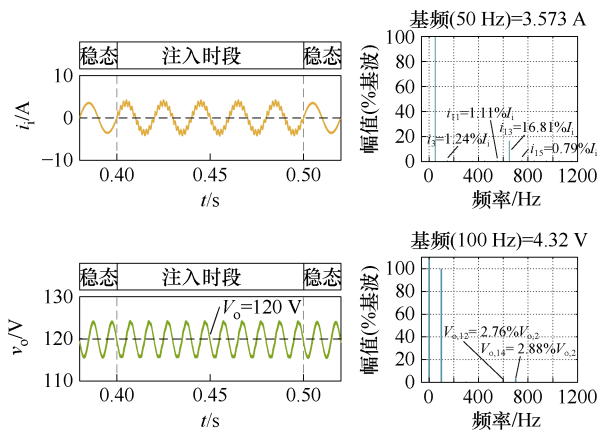 稳态 注入时段 稳态
10
0
−10
i_i/A
0.40 0.45 0.50
t/s
基频(50 Hz)=3.573 A
100
80
60
40
20
0
幅值(%基波)
i_11=1.11%I_i
i_13=16.81%I_i
i_3=1.24%I_i
i_15=0.79%I_i
0 400 800 1200
频率/Hz
稳态 注入时段 稳态
130
120
110
v_o/V
V_o=120 V
0.40 0.45 0.50
t/s
基频(100 Hz)=4.32 V
100
80
60
40
20
0
幅值(%基波)
V_o,12= 2.76%V_o,2
V_o,14= 2.88%V_o,2
0 400 800 1200
频率/Hz